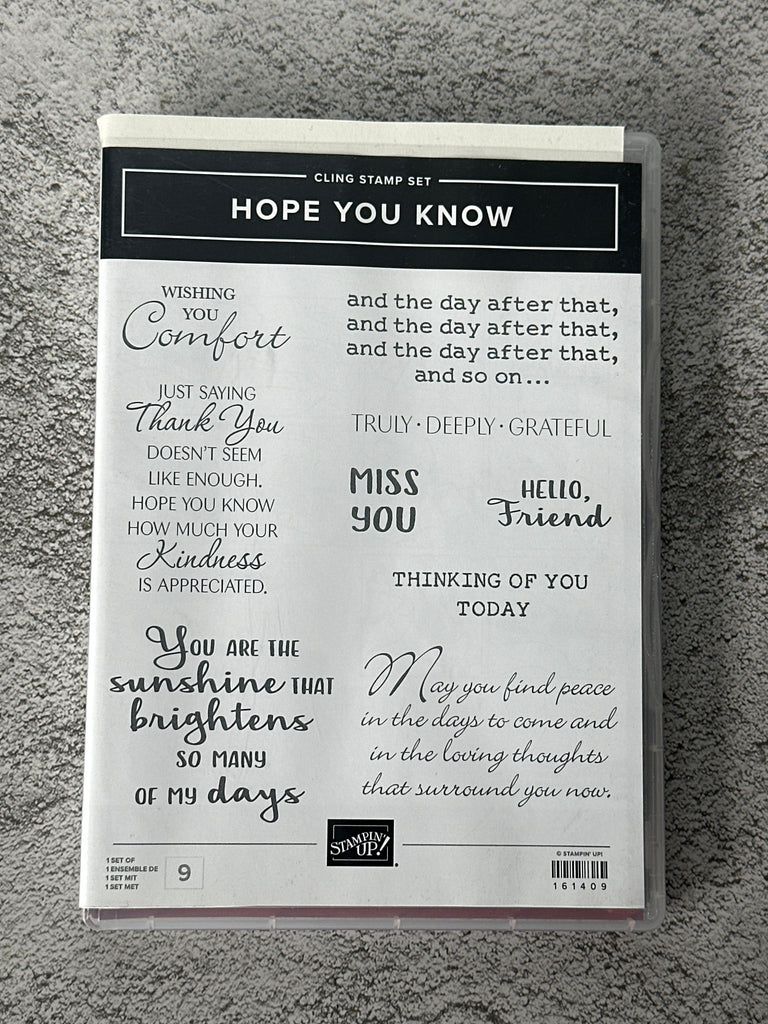 CLING STAMP SET
HOPE YOU KNOW
WISHING
YOU
Comfort
and the day after that,
and the day after that,
and the day after that,
and so on...
JUST SAYING
Thank You
DOESN'T SEEM
LIKE ENOUGH.
HOPE YOU KNOW
HOW MUCH YOUR
Kindness
IS APPRECIATED.
TRULY · DEEPLY · GRATEFUL
MISS
YOU
HELLO,
Friend
THINKING OF YOU
TODAY
YOU ARE THE
sunshine THAT
brightens
SO MANY
OF MY days
May you find peace
in the days to come and
in the loving thoughts
that surround you now.
STAMPIN'
UP!
1 SET OF
1 ENSEMBLE DE
1 SET MIT
1 SET MET
9
© STAMPIN' UP!
161409